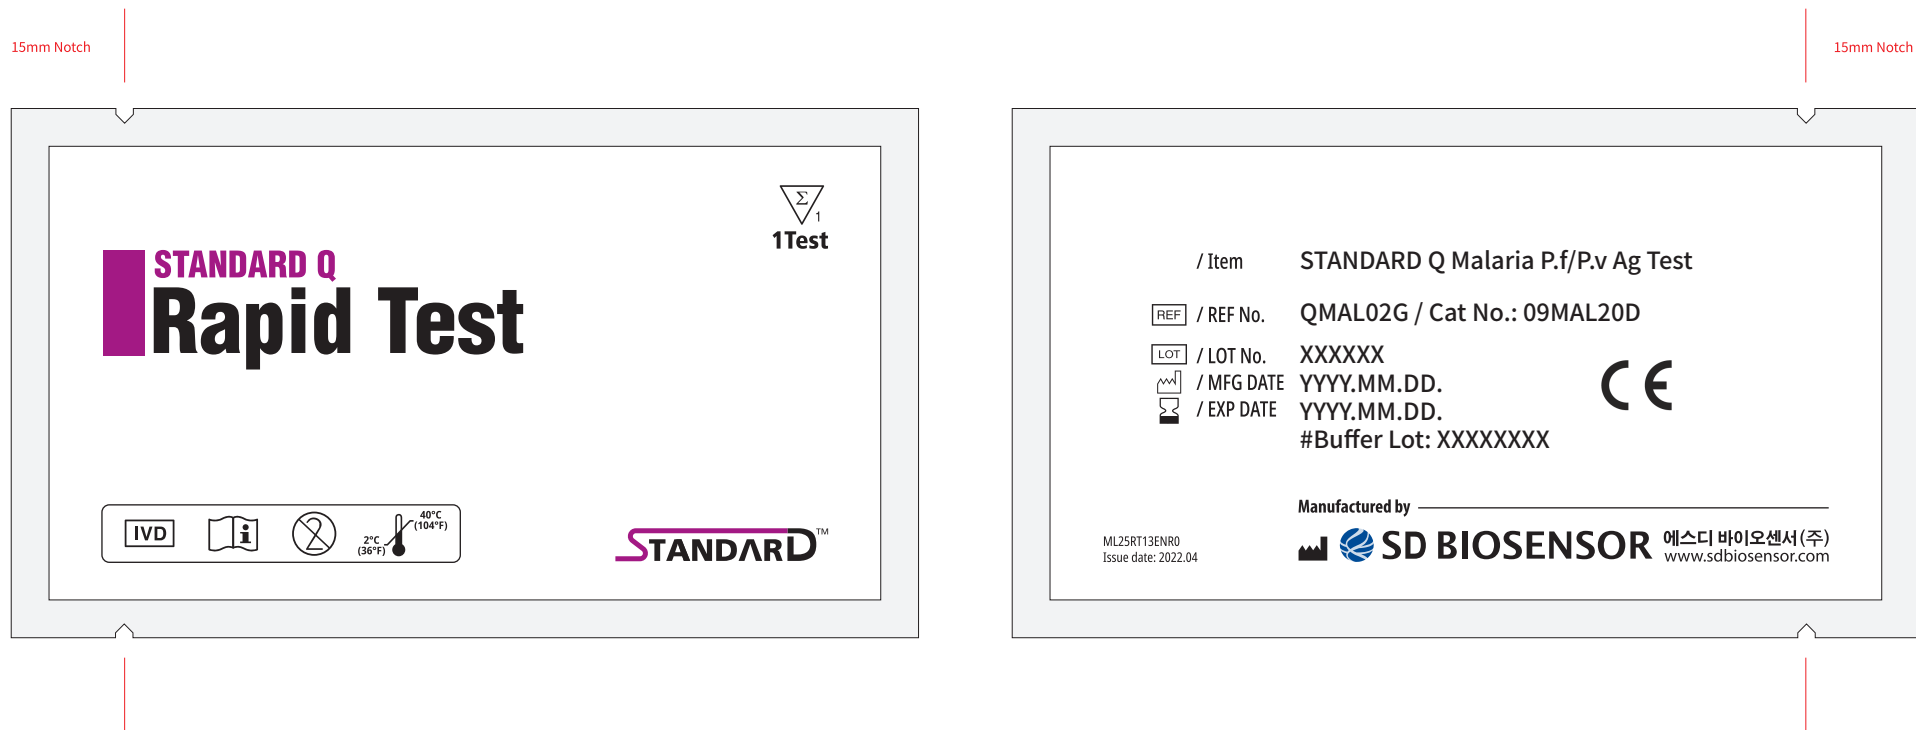 15mm Notch
15mm Notch
Σ
1
1Test
STANDARD Q
Rapid Test
IVD
i
2
2°C
(36°F)
40°C
(104°F)
STANDARD™
/ Item STANDARD Q Malaria P.f/P.v Ag Test
REF / REF No. QMAL02G / Cat No.: 09MAL20D
LOT / LOT No. XXXXXX
/ MFG DATE YYYY.MM.DD.
/ EXP DATE YYYY.MM.DD.
#Buffer Lot: XXXXXXXX
CE
Manufactured by
SD BIOSENSOR 에스디 바이오센서(주)
www.sdbiosensor.com
ML25RT13ENR0
Issue date: 2022.04